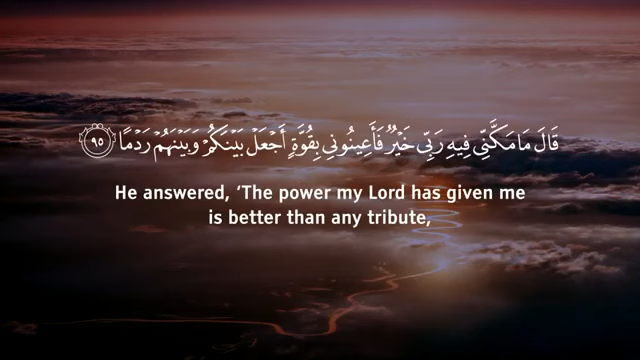 قَالَ مَا مَكَّنِّي فِيهِ رَبِّي خَيْرٌ فَأَعِينُونِي بِقُوَّةٍ أَجْعَلْ بَيْنَكُمْ وَبَيْنَهُمْ رَدْمًا ٩٥
He answered, ‘The power my Lord has given me
is better than any tribute,